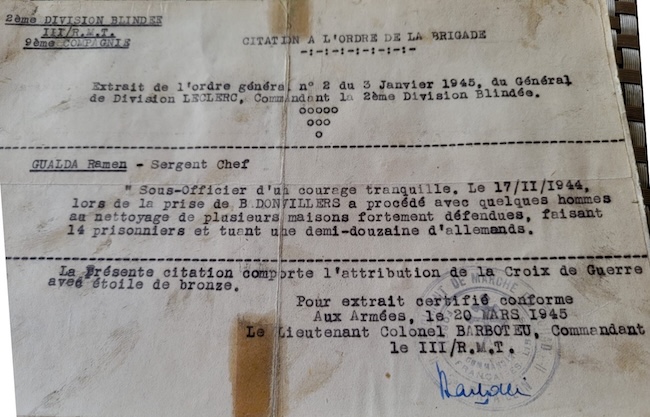 2ème DIVISION BLINDEE
III/R.M.T.
9ème COMPAGNIE
CITATION A L'ORDRE DE LA BRIGADE
-:-:-:-:-:-:-
Extrait de l'ordre général n° 2 du 3 Janvier 1945, du Général
de Division LECLERC, Commandant la 2ème Division Blindée.
ooooo
ooo
o
GUALDA Ramen - Sergent Chef
" Sous-Officier d'un courage tranquille. Le 17/II/1944,
lors de la prise de B.DONVILLERS a procédé avec quelques hommes
au nettoyage de plusieurs maisons fortement défendues, faisant
14 prisonniers et tuant une demi-douzaine d'allemands.
La présente citation comporte l'attribution de la Croix de Guerre
avec étoile de bronze.
Pour extrait certifié conforme
Aux Armées, le 20 MARS 1945
Le Lieutenant Colonel BARBOTEU, Commandant
le III/R.M.T.
DE MARCHE